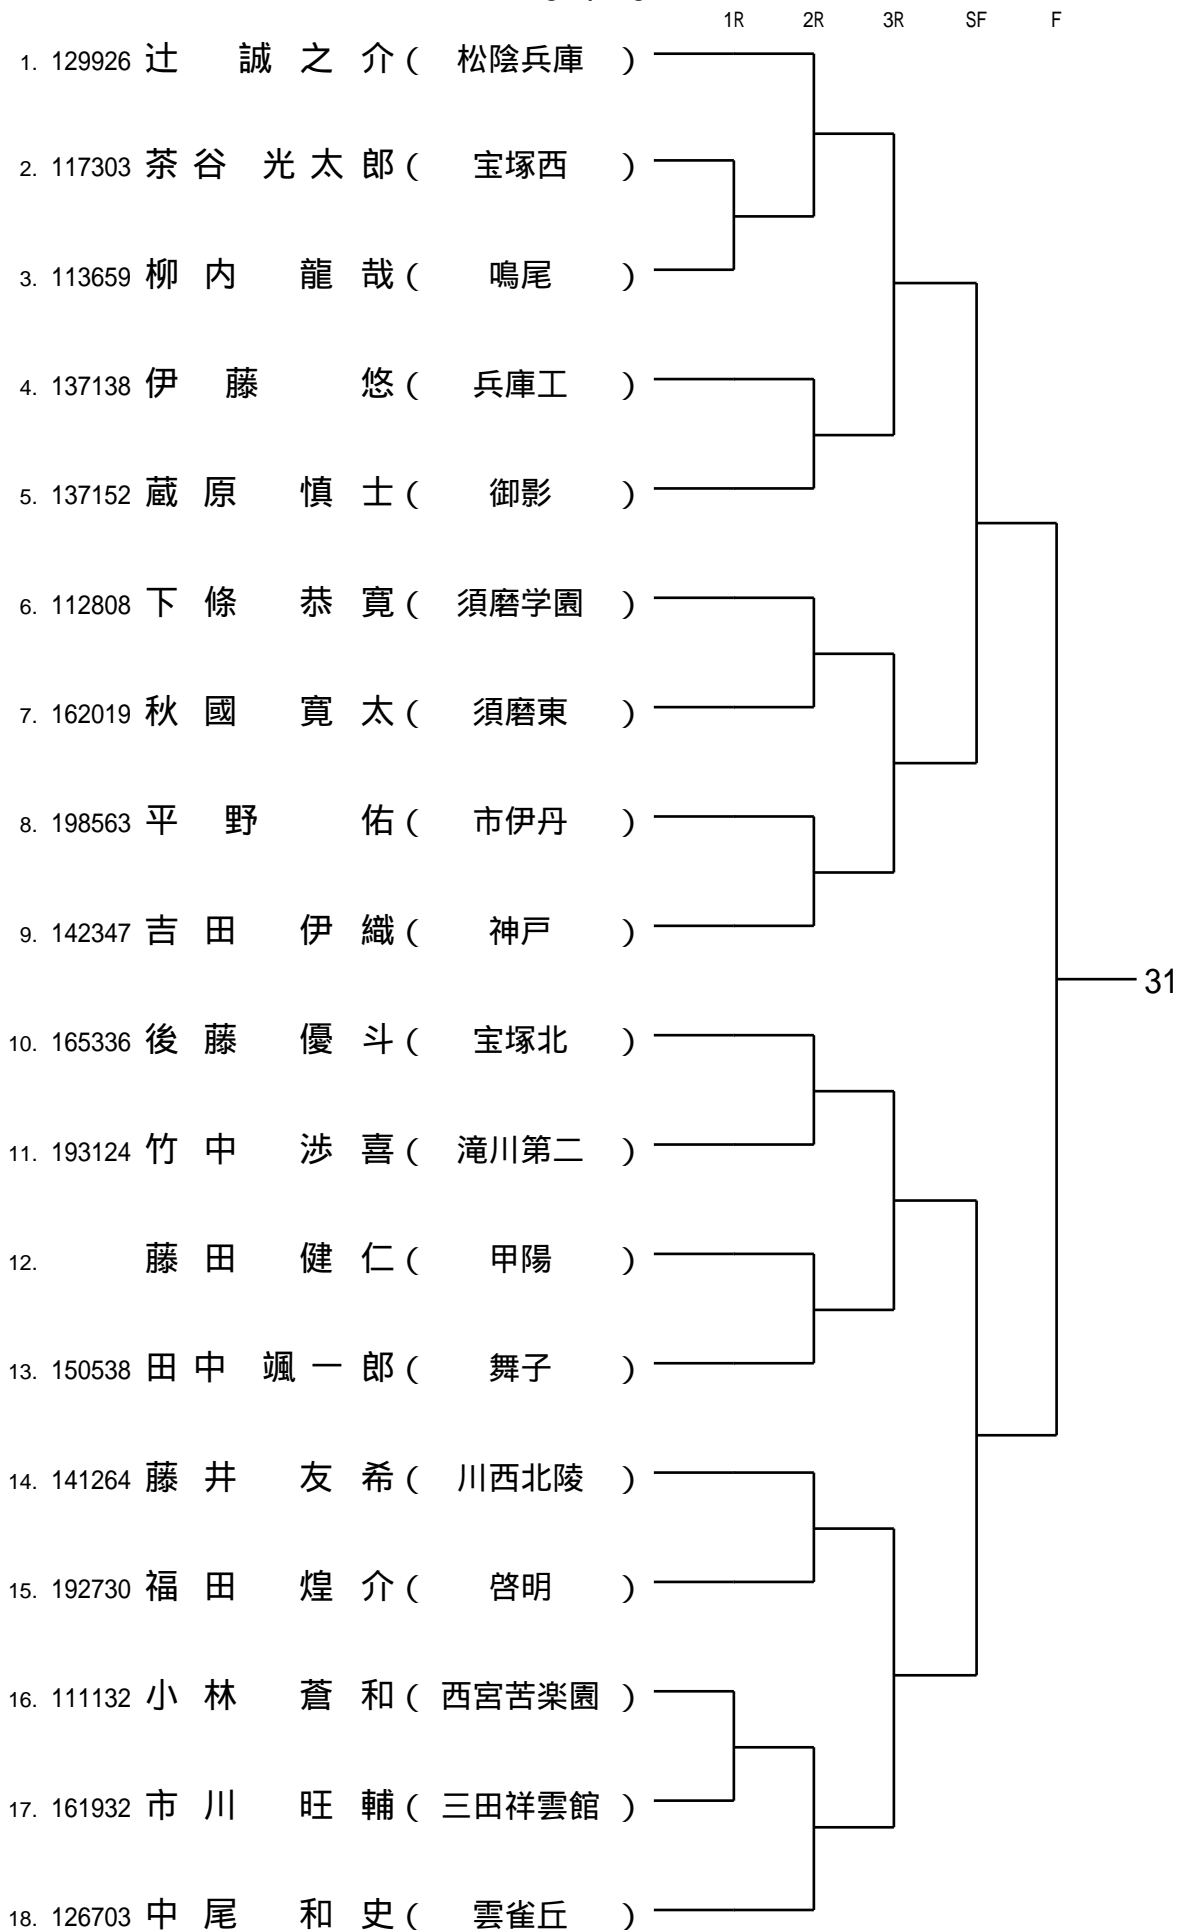 1R 2R 3R SF F
1. 129926 辻 誠之介 ( 松陰兵庫 )
2. 117303 茶谷 光太郎 ( 宝塚西 )
3. 113659 柳内 龍哉 ( 鳴尾 )
4. 137138 伊藤 悠 ( 兵庫工 )
5. 137152 蔵原 慎士 ( 御影 )
6. 112808 下條 恭寛 ( 須磨学園 )
7. 162019 秋國 寛太 ( 須磨東 )
8. 198563 平野 佑 ( 市伊丹 )
9. 142347 吉田 伊織 ( 神戸 )
31
10. 165336 後藤 優斗 ( 宝塚北 )
11. 193124 竹中 渉喜 ( 滝川第二 )
12. 藤田 健仁 ( 甲陽 )
13. 150538 田中 颯一郎 ( 舞子 )
14. 141264 藤井 友希 ( 川西北陵 )
15. 192730 福田 煌介 ( 啓明 )
16. 111132 小林 蒼和 ( 西宮苦楽園 )
17. 161932 市川 旺輔 ( 三田祥雲館 )
18. 126703 中尾 和史 ( 雲雀丘 )